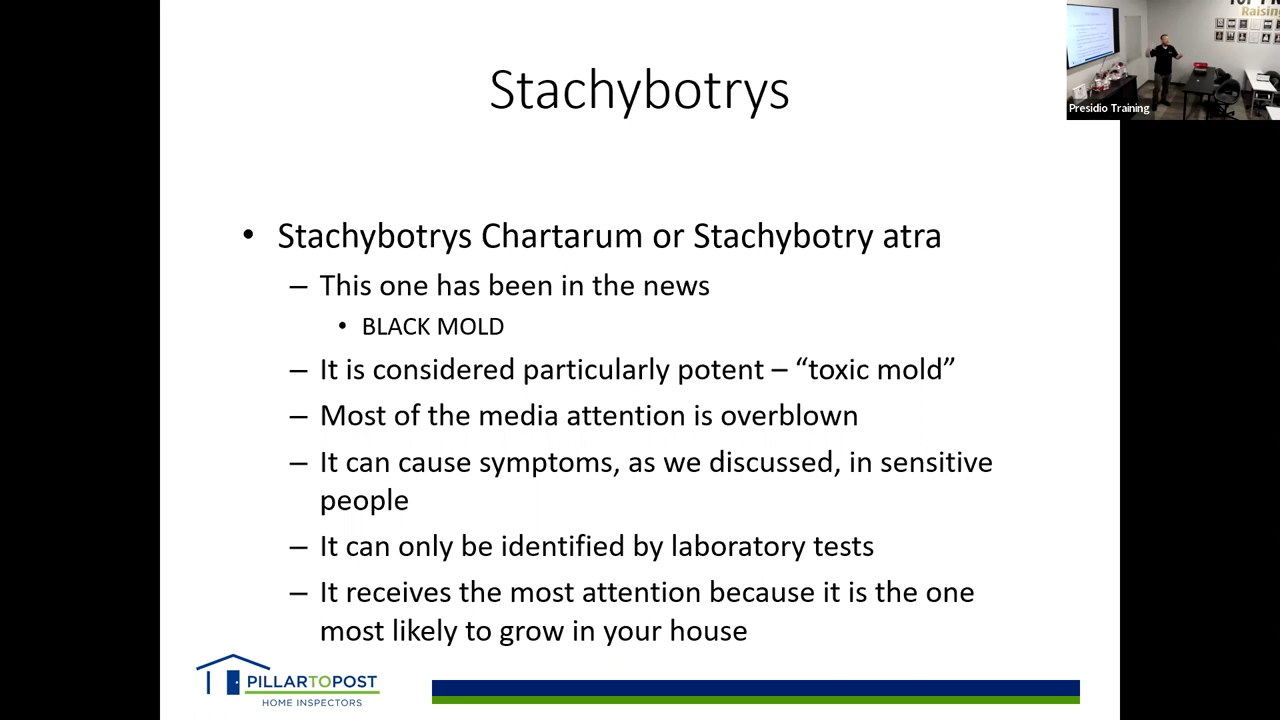 Raising
Presidio Training
Stachybotrys
• Stachybotrys Chartarum or Stachybotry atra
– This one has been in the news
• BLACK MOLD
– It is considered particularly potent – “toxic mold”
– Most of the media attention is overblown
– It can cause symptoms, as we discussed, in sensitive
people
– It can only be identified by laboratory tests
– It receives the most attention because it is the one
most likely to grow in your house
PILLARTOPOST
HOME INSPECTORS